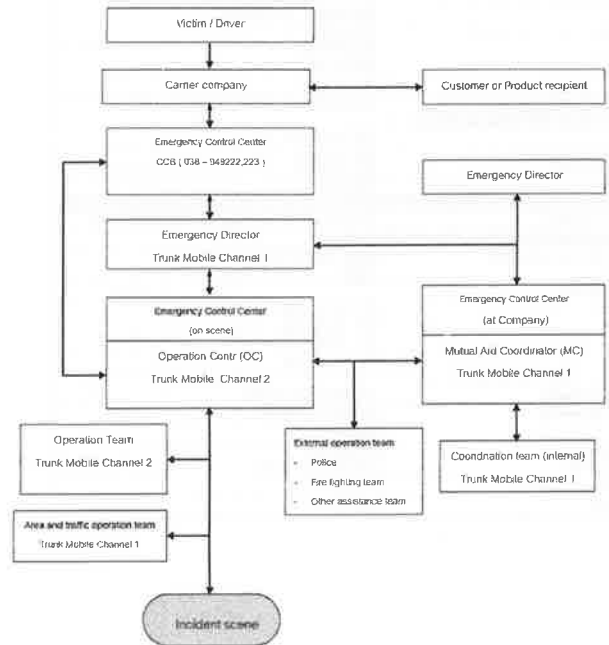 Victim / Driver
Carrier company
Customer or Product recipient
Emergency Control Center
CCB ( 038 – 949222,223 )
Emergency Director
Emergency Director
Trunk Mobile Channel 1
Emergency Control Center
(on scene)
Operation Contr (OC)
Trunk Mobile Channel 2
Emergency Control Center
(at Company)
Mutual Aid Coordinator (MC)
Trunk Mobile Channel 1
Operation Team
Trunk Mobile Channel 2
External operation team
- Police
- Fire fighting team
- Other assistance team
Coordination team (internal)
Trunk Mobile Channel 1
Area and traffic operation team
Trunk Mobile Channel 1
Incident scene